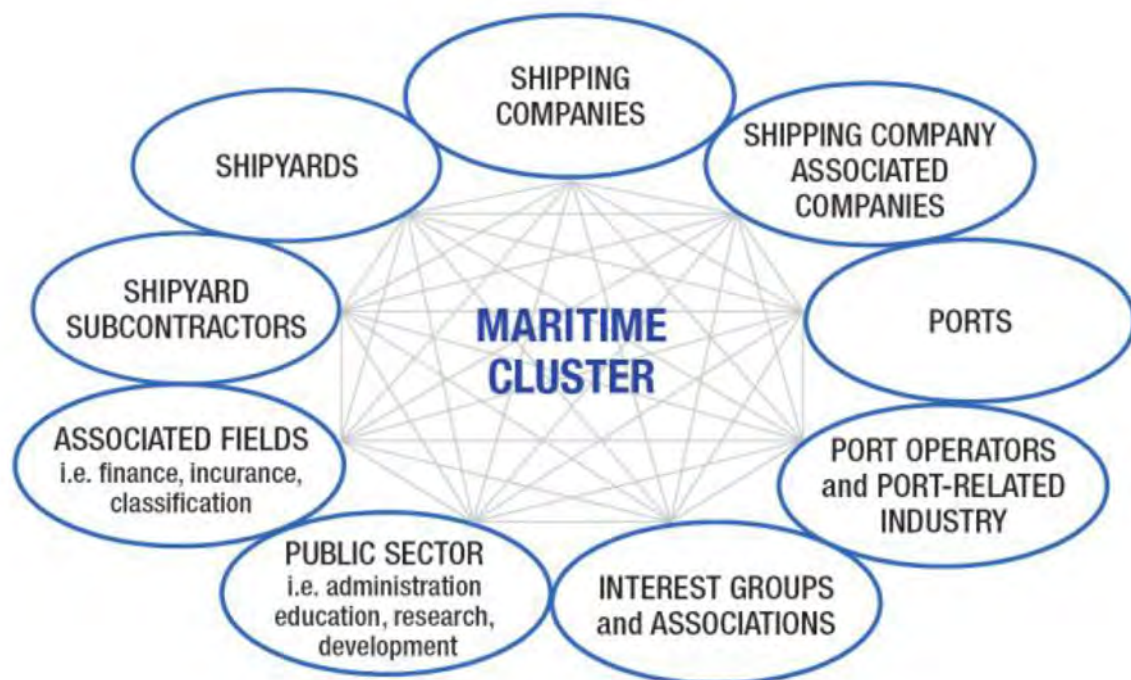 SHIPPING
COMPANIES
SHIPPING COMPANY
ASSOCIATED
COMPANIES
PORTS
PORT OPERATORS
and PORT-RELATED
INDUSTRY
INTEREST GROUPS
and ASSOCIATIONS
PUBLIC SECTOR
i.e. administration
education, research,
development
ASSOCIATED FIELDS
i.e. finance, incurance,
classification
SHIPYARD
SUBCONTRACTORS
SHIPYARDS
MARITIME
CLUSTER